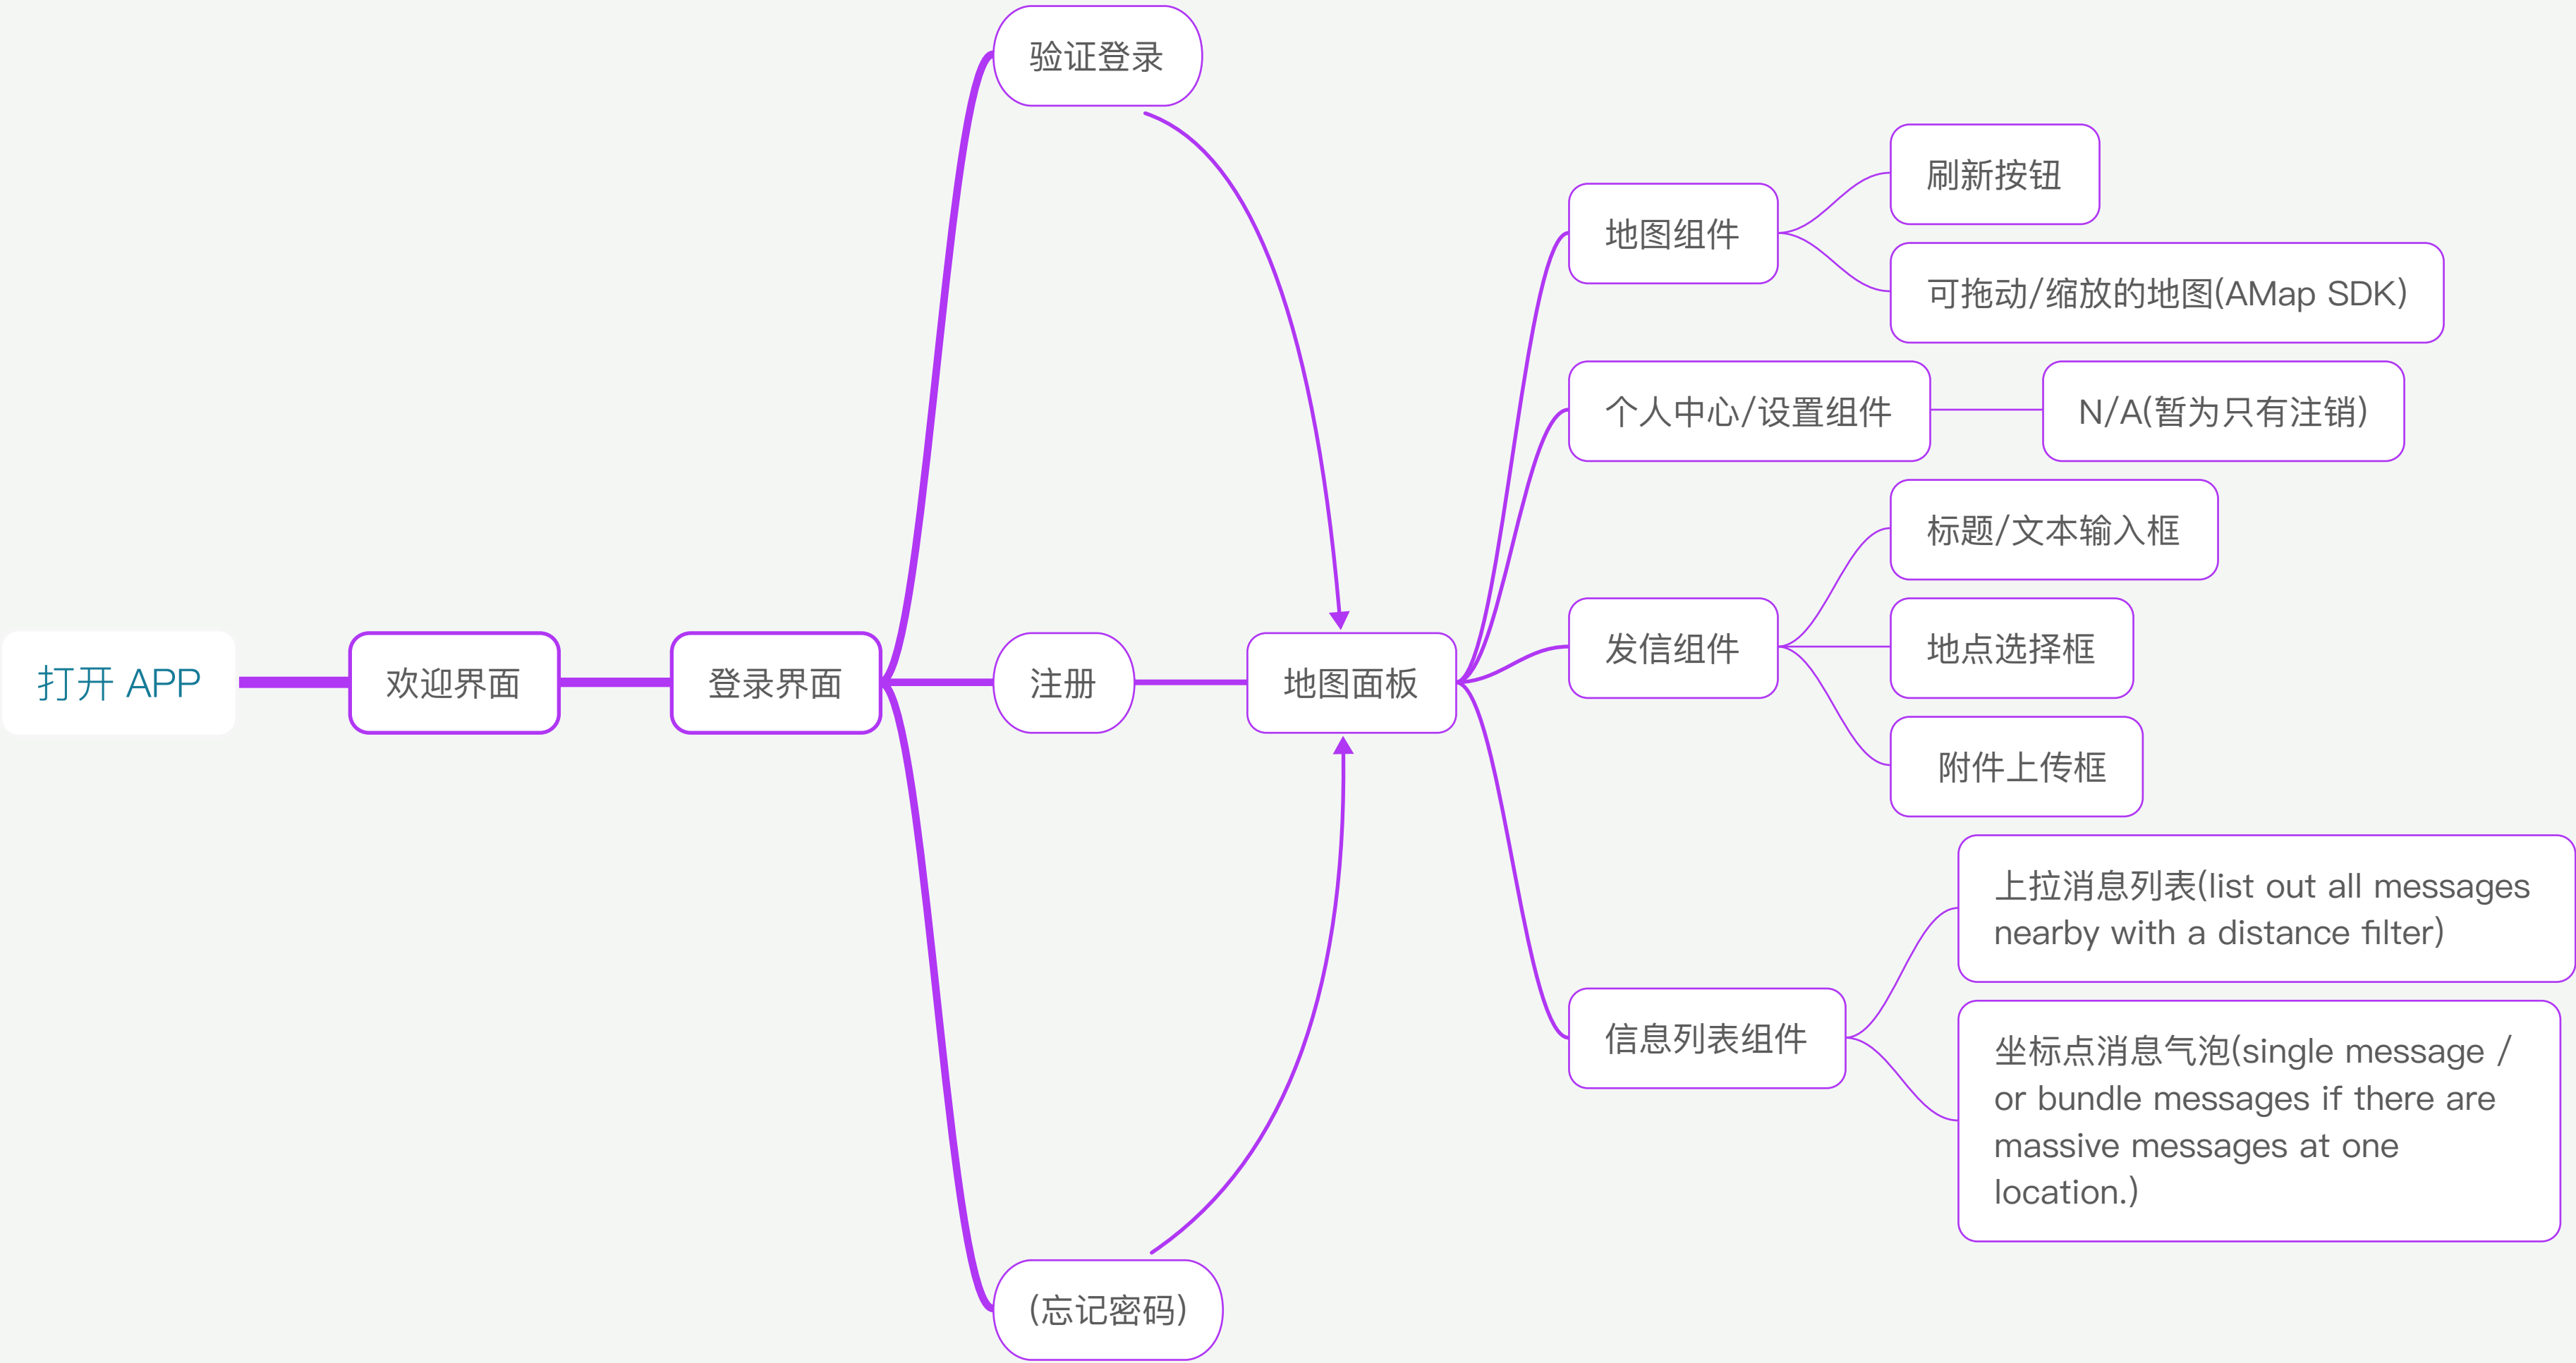 打开 APP
欢迎界面
登录界面
验证登录
注册
(忘记密码)
地图面板
地图组件
刷新按钮
可拖动/缩放的地图(AMap SDK)
个人中心/设置组件
N/A(暂为只有注销)
发信组件
标题/文本输入框
地点选择框
附件上传框
信息列表组件
上拉消息列表(list out all messages
nearby with a distance filter)
坐标点消息气泡(single message /
or bundle messages if there are
massive messages at one
location.)